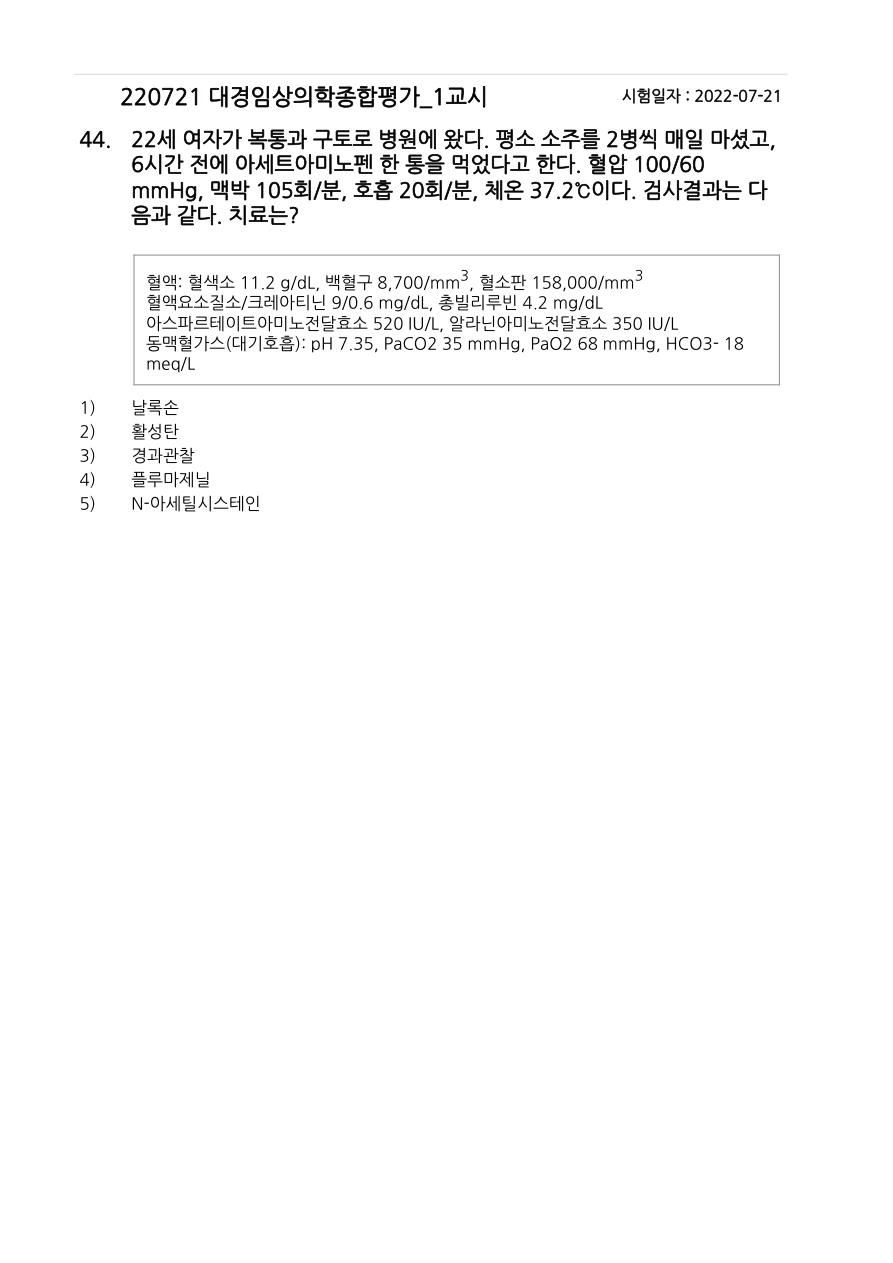 220721 대경임상의학종합평가_1교시 시험일자 : 2022-07-21
44. 22세 여자가 복통과 구토로 병원에 왔다. 평소 소주를 2병씩 매일 마셨고,
6시간 전에 아세트아미노펜 한 통을 먹었다고 한다. 혈압 100/60
mmHg, 맥박 105회/분, 호흡 20회/분, 체온 37.2℃이다. 검사결과는 다
음과 같다. 치료는?
혈액: 혈색소 11.2 g/dL, 백혈구 8,700/mm3, 혈소판 158,000/mm3
혈액요소질소/크레아티닌 9/0.6 mg/dL, 총빌리루빈 4.2 mg/dL
아스파르테이트아미노전달효소 520 IU/L, 알라닌아미노전달효소 350 IU/L
동맥혈가스(대기호흡): pH 7.35, PaCO2 35 mmHg, PaO2 68 mmHg, HCO3- 18
meq/L
1) 날록손
2) 활성탄
3) 경과관찰
4) 플루마제닐
5) N-아세틸시스테인